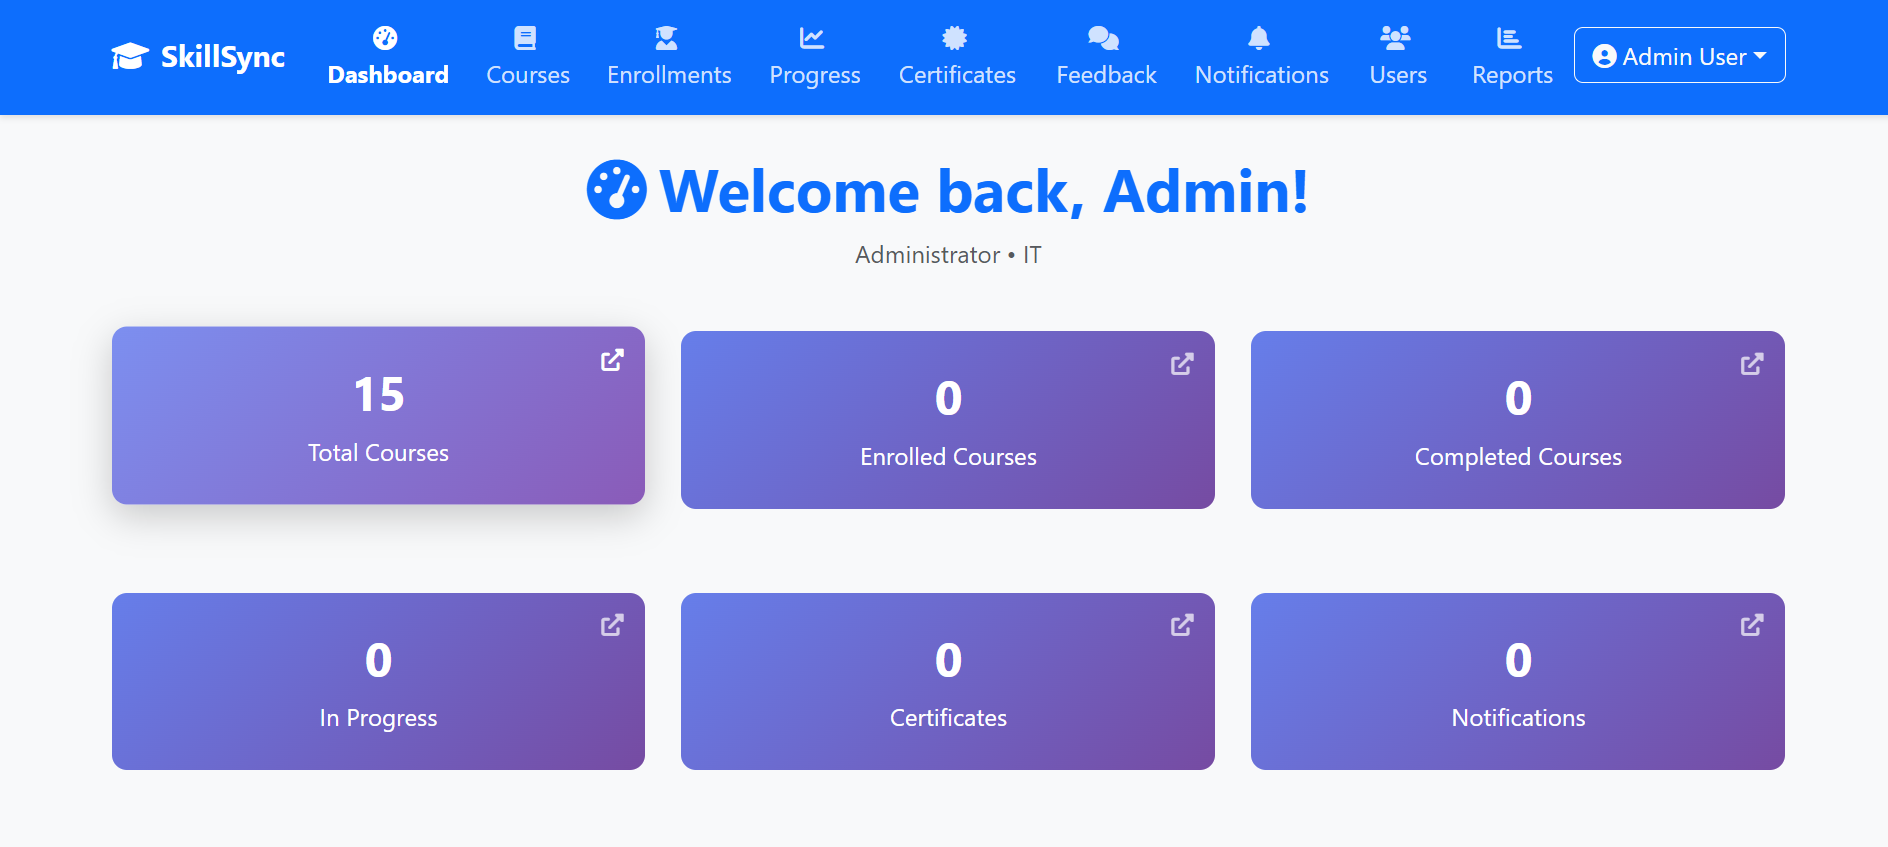 SkillSync
Dashboard
Courses
Enrollments
Progress
Certificates
Feedback
Notifications
Users
Reports
Admin User
Welcome back, Admin!
Administrator • IT
15
Total Courses
0
Enrolled Courses
0
Completed Courses
0
In Progress
0
Certificates
0
Notifications